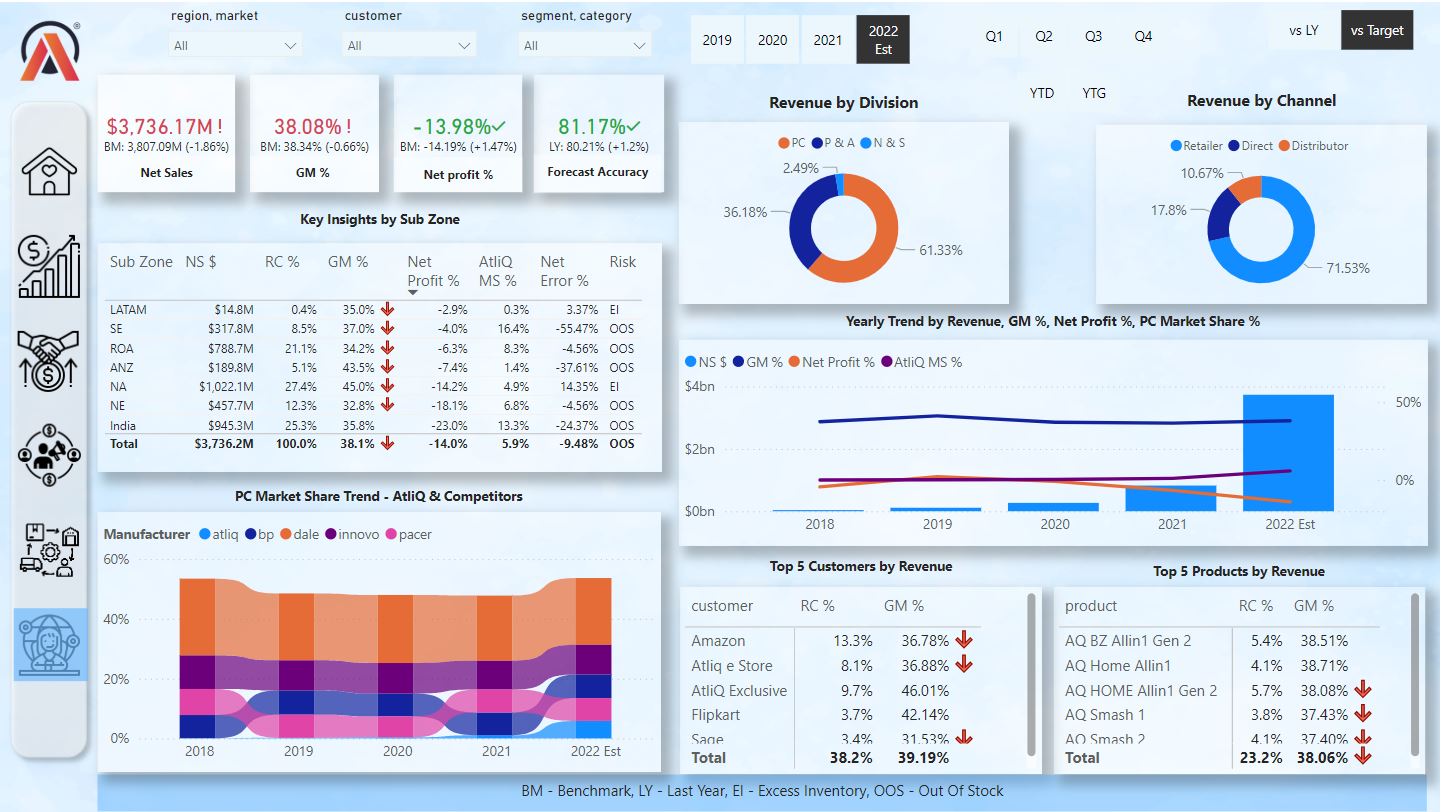 region, market
customer
segment, category
All
All
All
2019
2020
2021
2022
Est
Q1
Q2
Q3
Q4
YTD
YTG
vs LY
vs Target
$3,736.17M !
BM: 3,807.09M (-1.86%)
Net Sales
38.08% !
BM: 38.34% (-0.66%)
GM %
-13.98%✓
BM: -14.19% (+1.47%)
Net profit %
81.17%✓
LY: 80.21% (+1.2%)
Forecast Accuracy
Revenue by Division
PC P & A N & S
2.49%
36.18%
61.33%
Revenue by Channel
Retailer Direct Distributor
10.67%
17.8%
71.53%
Key Insights by Sub Zone
Sub Zone NS $ RC % GM % Net Profit % AtliQ MS % Net Error % Risk
LATAM $14.8M 0.4% 35.0% -2.9% 0.3% 3.37% EI
SE $317.8M 8.5% 37.0% -4.0% 16.4% -55.47% OOS
ROA $788.7M 21.1% 34.2% -6.3% 8.3% -4.56% OOS
ANZ $189.8M 5.1% 43.5% -7.4% 1.4% -37.61% OOS
NA $1,022.1M 27.4% 45.0% -14.2% 4.9% 14.35% EI
NE $457.7M 12.3% 32.8% -18.1% 6.8% -4.56% OOS
India $945.3M 25.3% 35.8% -23.0% 13.3% -24.37% OOS
Total $3,736.2M 100.0% 38.1% -14.0% 5.9% -9.48% OOS
Yearly Trend by Revenue, GM %, Net Profit %, PC Market Share %
NS $ GM % Net Profit % AtliQ MS %
$4bn
$2bn
$0bn
50%
0%
2018 2019 2020 2021 2022 Est
PC Market Share Trend - AtliQ & Competitors
Manufacturer atliq bp dale innovo pacer
60%
40%
20%
0%
2018 2019 2020 2021 2022 Est
Top 5 Customers by Revenue
customer RC % GM %
Amazon 13.3% 36.78%
Atliq e Store 8.1% 36.88%
AtliQ Exclusive 9.7% 46.01%
Flipkart 3.7% 42.14%
Sage 3.4% 31.53%
Total 38.2% 39.19%
Top 5 Products by Revenue
product RC % GM %
AQ BZ Allin1 Gen 2 5.4% 38.51%
AQ Home Allin1 4.1% 38.71%
AQ HOME Allin1 Gen 2 5.7% 38.08%
AQ Smash 1 3.8% 37.43%
AQ Smash 2 4.1% 37.40%
Total 23.2% 38.06%
BM - Benchmark, LY - Last Year, EI - Excess Inventory, OOS - Out Of Stock